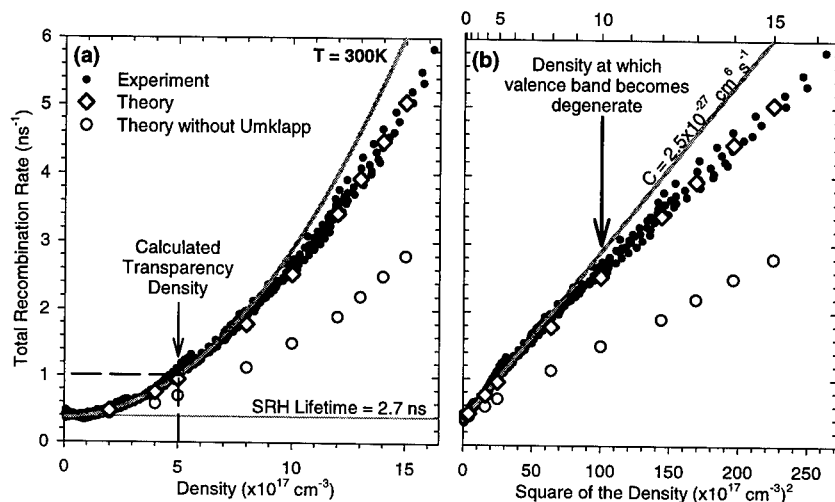 (a)
T = 300K
Experiment
Theory
Theory without Umklapp
Calculated
Transparency
Density
SRH Lifetime = 2.7 ns
Total Recombination Rate (ns⁻¹)
6
5
4
3
2
1
0
0 5 10 15
Density (x10¹⁷ cm⁻³)
0 5 10 15
(b)
Density at which
valence band becomes
degenerate
C = 2.5x10⁻²⁷ cm⁶ s⁻¹
0 50 100 150 200 250
Square of the Density (x10¹⁷ cm⁻³)²